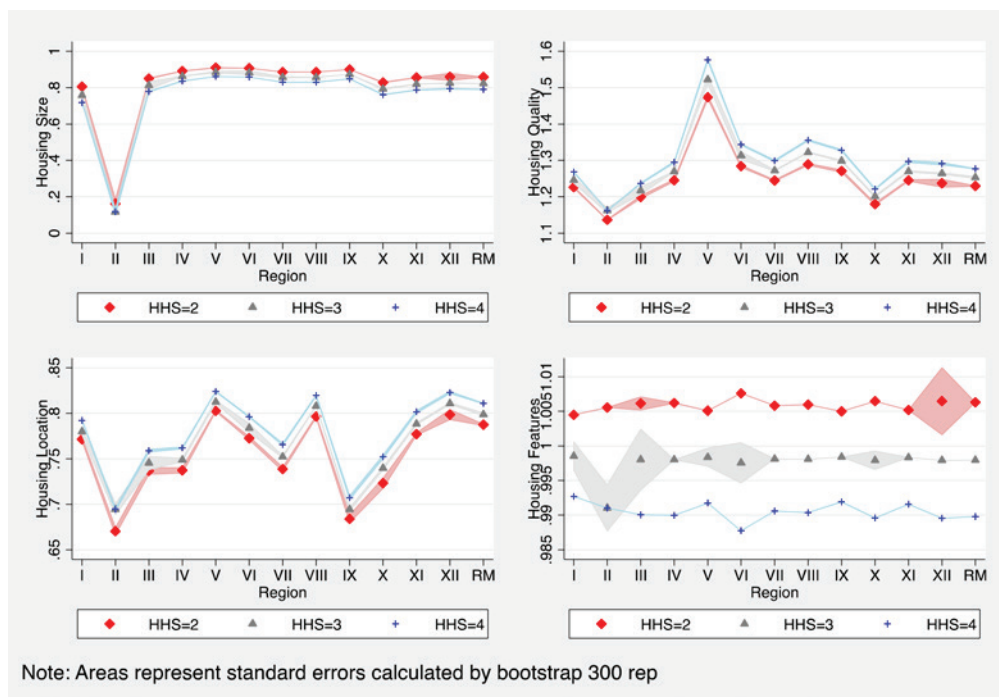 Housing Size
1
.8
.6
.4
.2
0
I II III IV V VI VII VIII IX X XI XII RM
Region
HHS=2 HHS=3 HHS=4
Housing Quality
1.6
1.5
1.4
1.3
1.2
1.1
I II III IV V VI VII VIII IX X XI XII RM
Region
HHS=2 HHS=3 HHS=4
Housing Location
.85
.8
.75
.7
.65
I II III IV V VI VII VIII IX X XI XII RM
Region
HHS=2 HHS=3 HHS=4
Housing Features
1.01
1.005
1
.995
.99
.985
I II III IV V VI VII VIII IX X XI XII RM
Region
HHS=2 HHS=3 HHS=4
Note: Areas represent standard errors calculated by bootstrap 300 rep